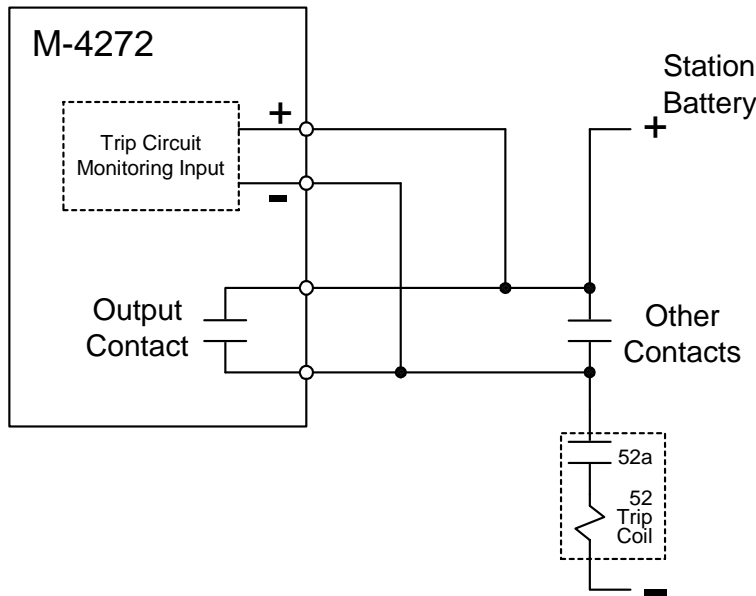 M-4272
Station
Battery
+
+
Trip Circuit
Monitoring Input
-
Output
Contact
Other
Contacts
52a
52
Trip
Coil
-